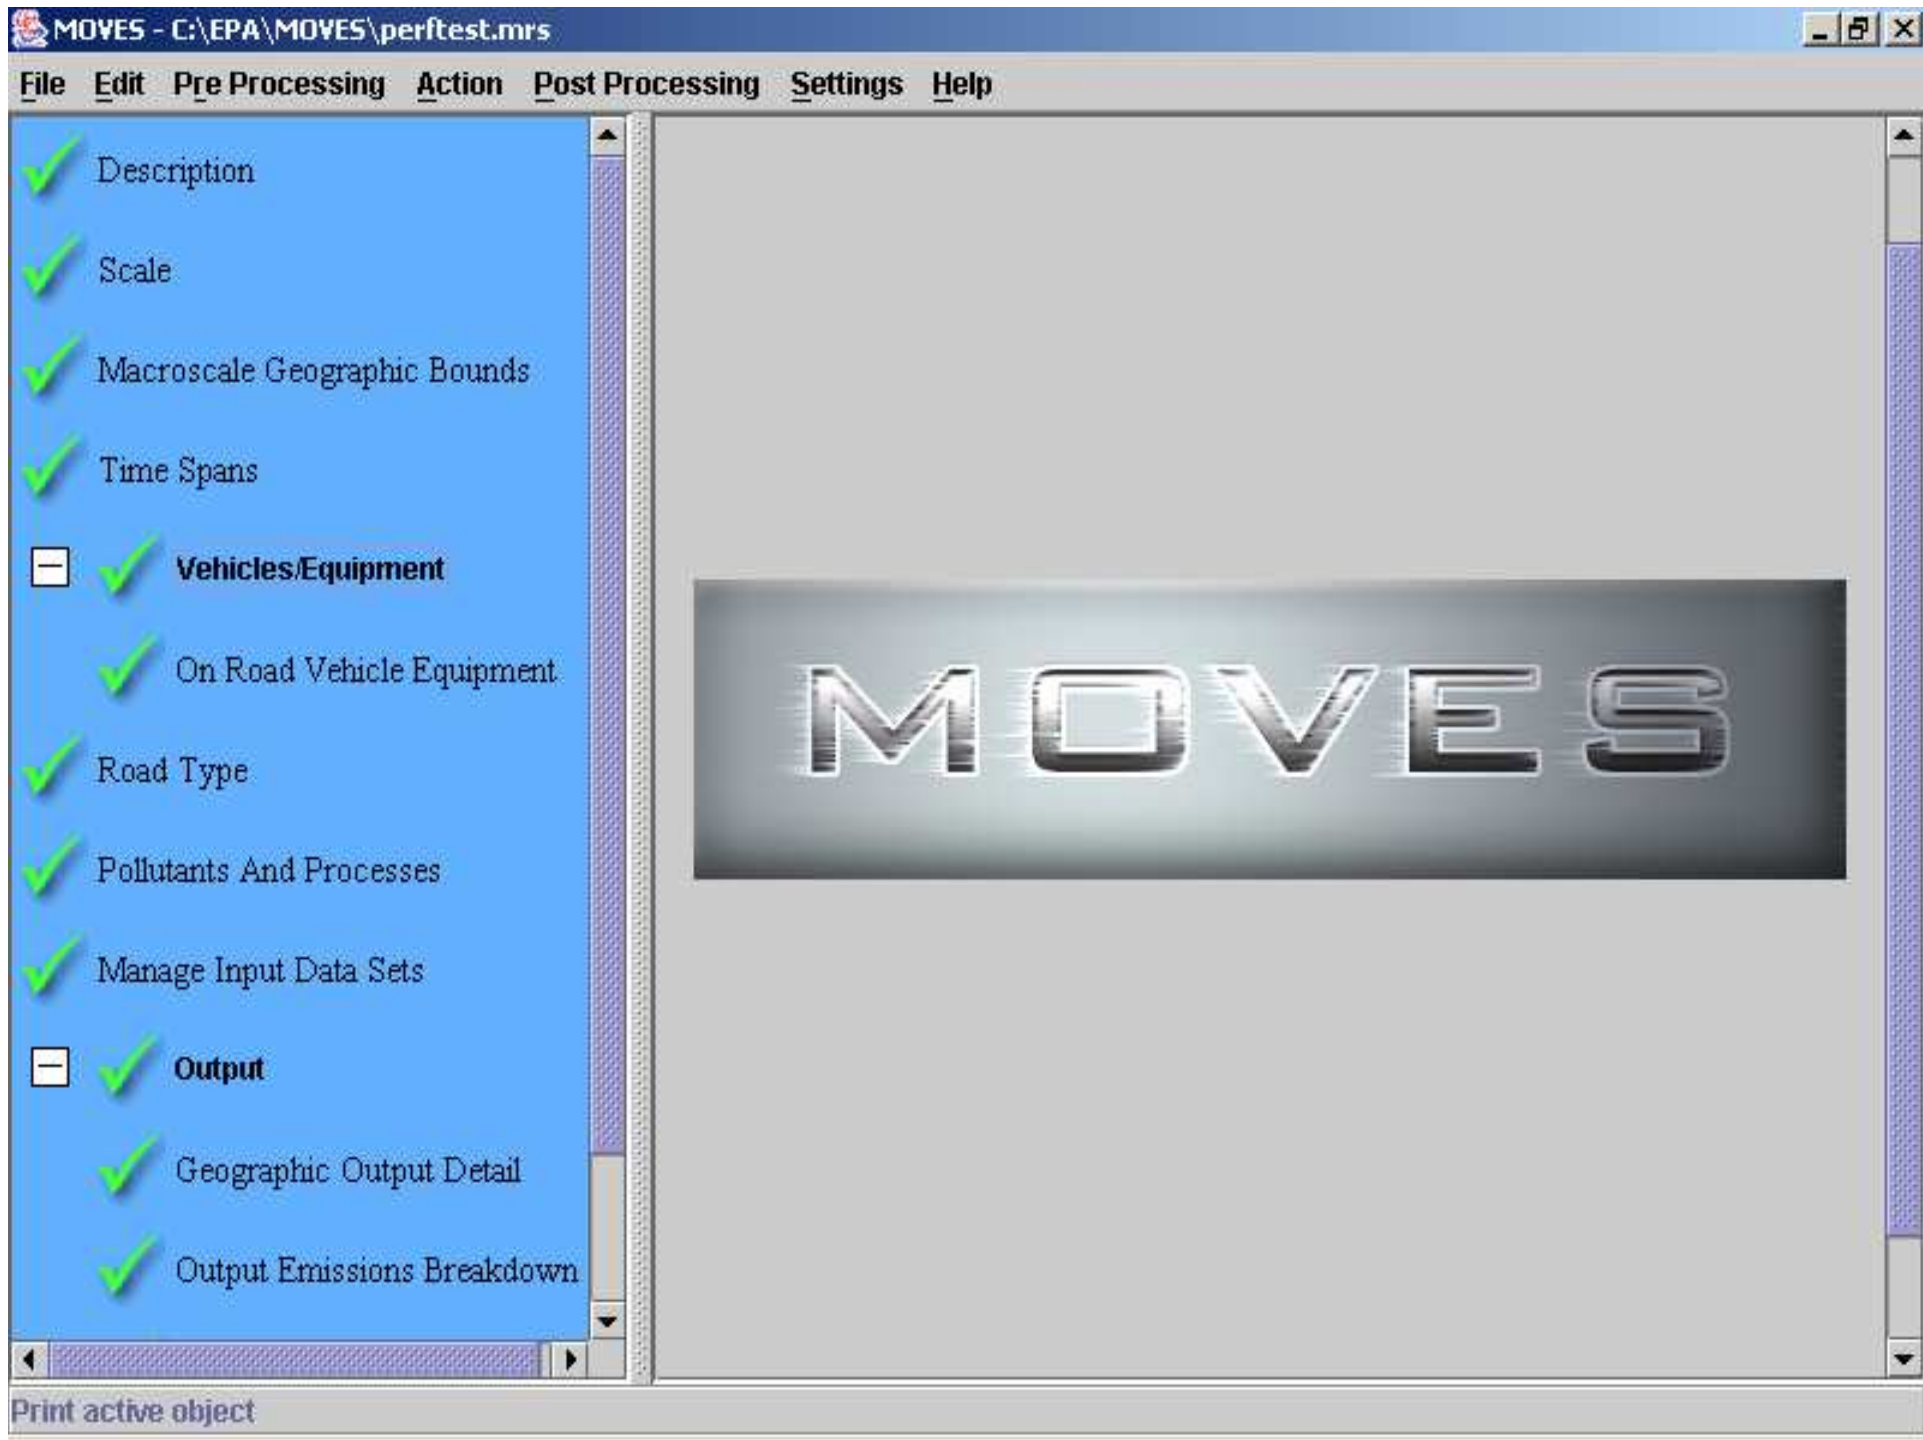 MOVES - C:\EPA\MOVES\perftest.mrs
File Edit Pre Processing Action Post Processing Settings Help
Description
Scale
Macroscale Geographic Bounds
Time Spans
Vehicles/Equipment
On Road Vehicle Equipment
Road Type
Pollutants And Processes
Manage Input Data Sets
Output
Geographic Output Detail
Output Emissions Breakdown
MOVES
Print active object